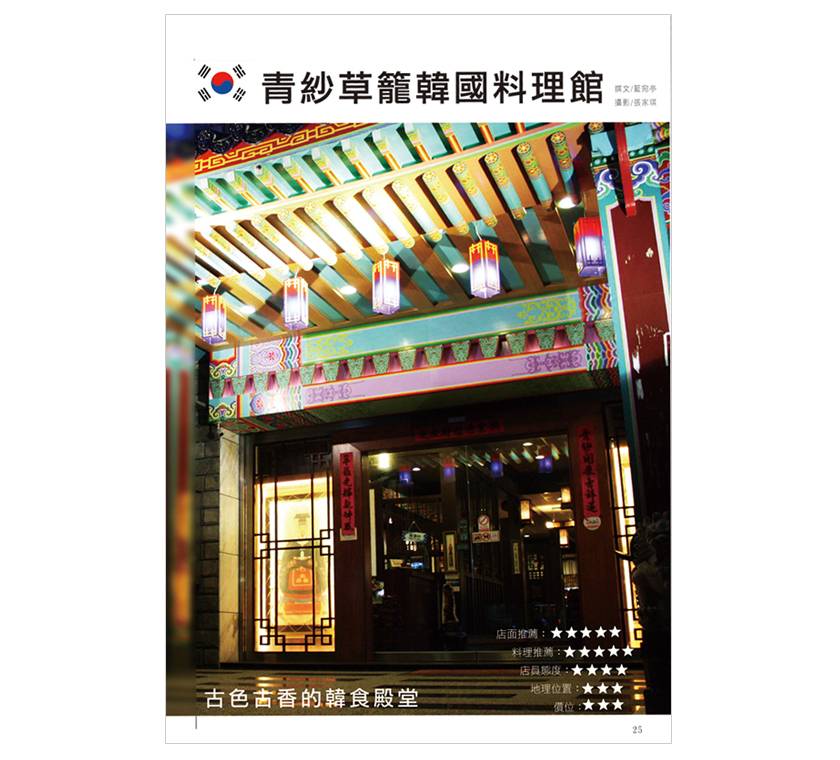 青紗草籠韓國料理館
撰文/藍宛亭
攝影/張家琪
店面推薦：★★★★★
料理推薦：★★★★★
店員態度：★★★★
地理位置：★★★
價位：★★★
古色古香的韓食殿堂
25